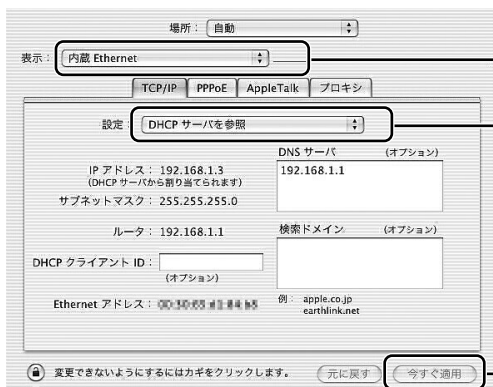 場所： 自動
表示： 内蔵 Ethernet
TCP/IP PPPoE AppleTalk プロキシ
設定： DHCP サーバを参照
DNS サーバ (オプション)
IP アドレス： 192.168.1.3 192.168.1.1
(DHCP サーバから割り当てられます)
サブネットマスク： 255.255.255.0
ルータ： 192.168.1.1 検索ドメイン (オプション)
DHCP クライアント ID：
(オプション)
Ethernet アドレス： 例： apple.co.jp
earthlink.net
変更できないようにするにはカギをクリックします。 元に戻す 今すぐ適用